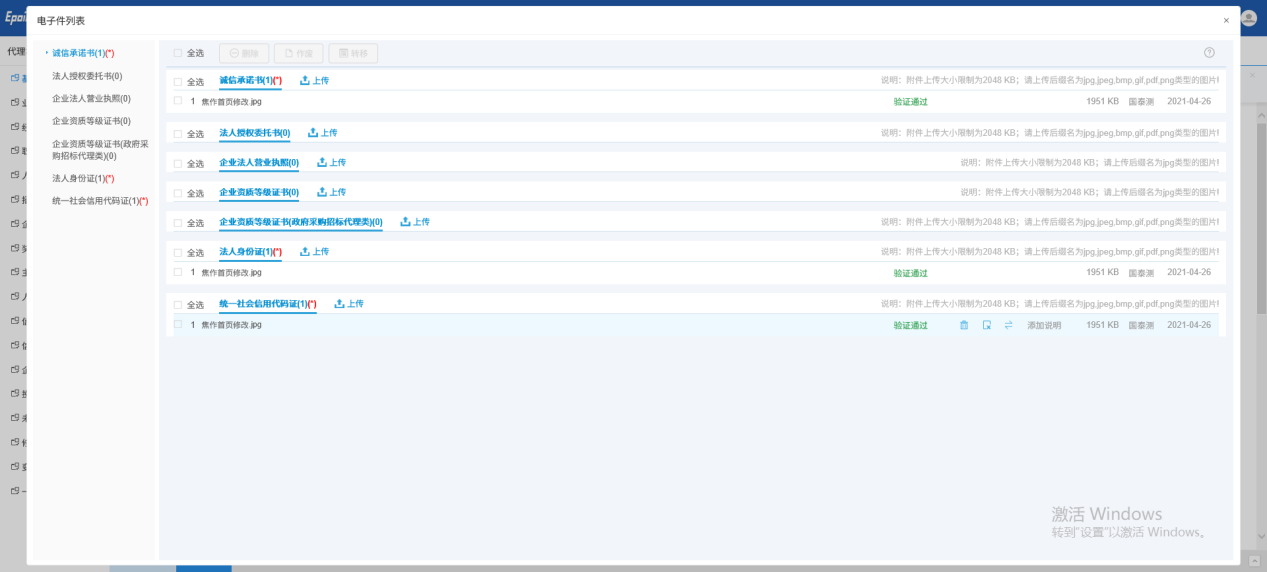 Epoi
电子件列表
×
代理
诚信承诺书(1)(*)
法人授权委托书(0)
企业法人营业执照(0)
企业资质等级证书(0)
企业资质等级证书(政府采
购招标代理类)(0)
法人身份证(1)(*)
统一社会信用代码证(1)(*)
全选 删除 作废 转移
全选 诚信承诺书(1)(*) 上传 说明：附件上传大小限制为2048 KB；请上传后缀名为jpg,jpeg,bmp,gif,pdf,png类型的图片!
1 焦作首页修改.jpg 验证通过 1951 KB 国泰测 2021-04-26
全选 法人授权委托书(0) 上传 说明：附件上传大小限制为2048 KB；请上传后缀名为jpg,jpeg,bmp,gif,pdf,png类型的图片!
全选 企业法人营业执照(0) 上传 说明：附件上传大小限制为2048 KB；请上传后缀名为jpg,jpeg,bmp,gif,pdf,png类型的图片!
全选 企业资质等级证书(0) 上传 说明：附件上传大小限制为2048 KB；请上传后缀名为jpg,jpeg,bmp,gif,pdf,png类型的图片!
全选 企业资质等级证书(政府采购招标代理类)(0) 上传 说明：附件上传大小限制为2048 KB；请上传后缀名为jpg,jpeg,bmp,gif,pdf,png类型的图片!
全选 法人身份证(1)(*) 上传 说明：附件上传大小限制为2048 KB；请上传后缀名为jpg,jpeg,bmp,gif,pdf,png类型的图片!
1 焦作首页修改.jpg 验证通过 1951 KB 国泰测 2021-04-26
全选 统一社会信用代码证(1)(*) 上传 说明：附件上传大小限制为2048 KB；请上传后缀名为jpg,jpeg,bmp,gif,pdf,png类型的图片!
1 焦作首页修改.jpg 验证通过 添加说明 1951 KB 国泰测 2021-04-26
激活 Windows
转到"设置"以激活 Windows。